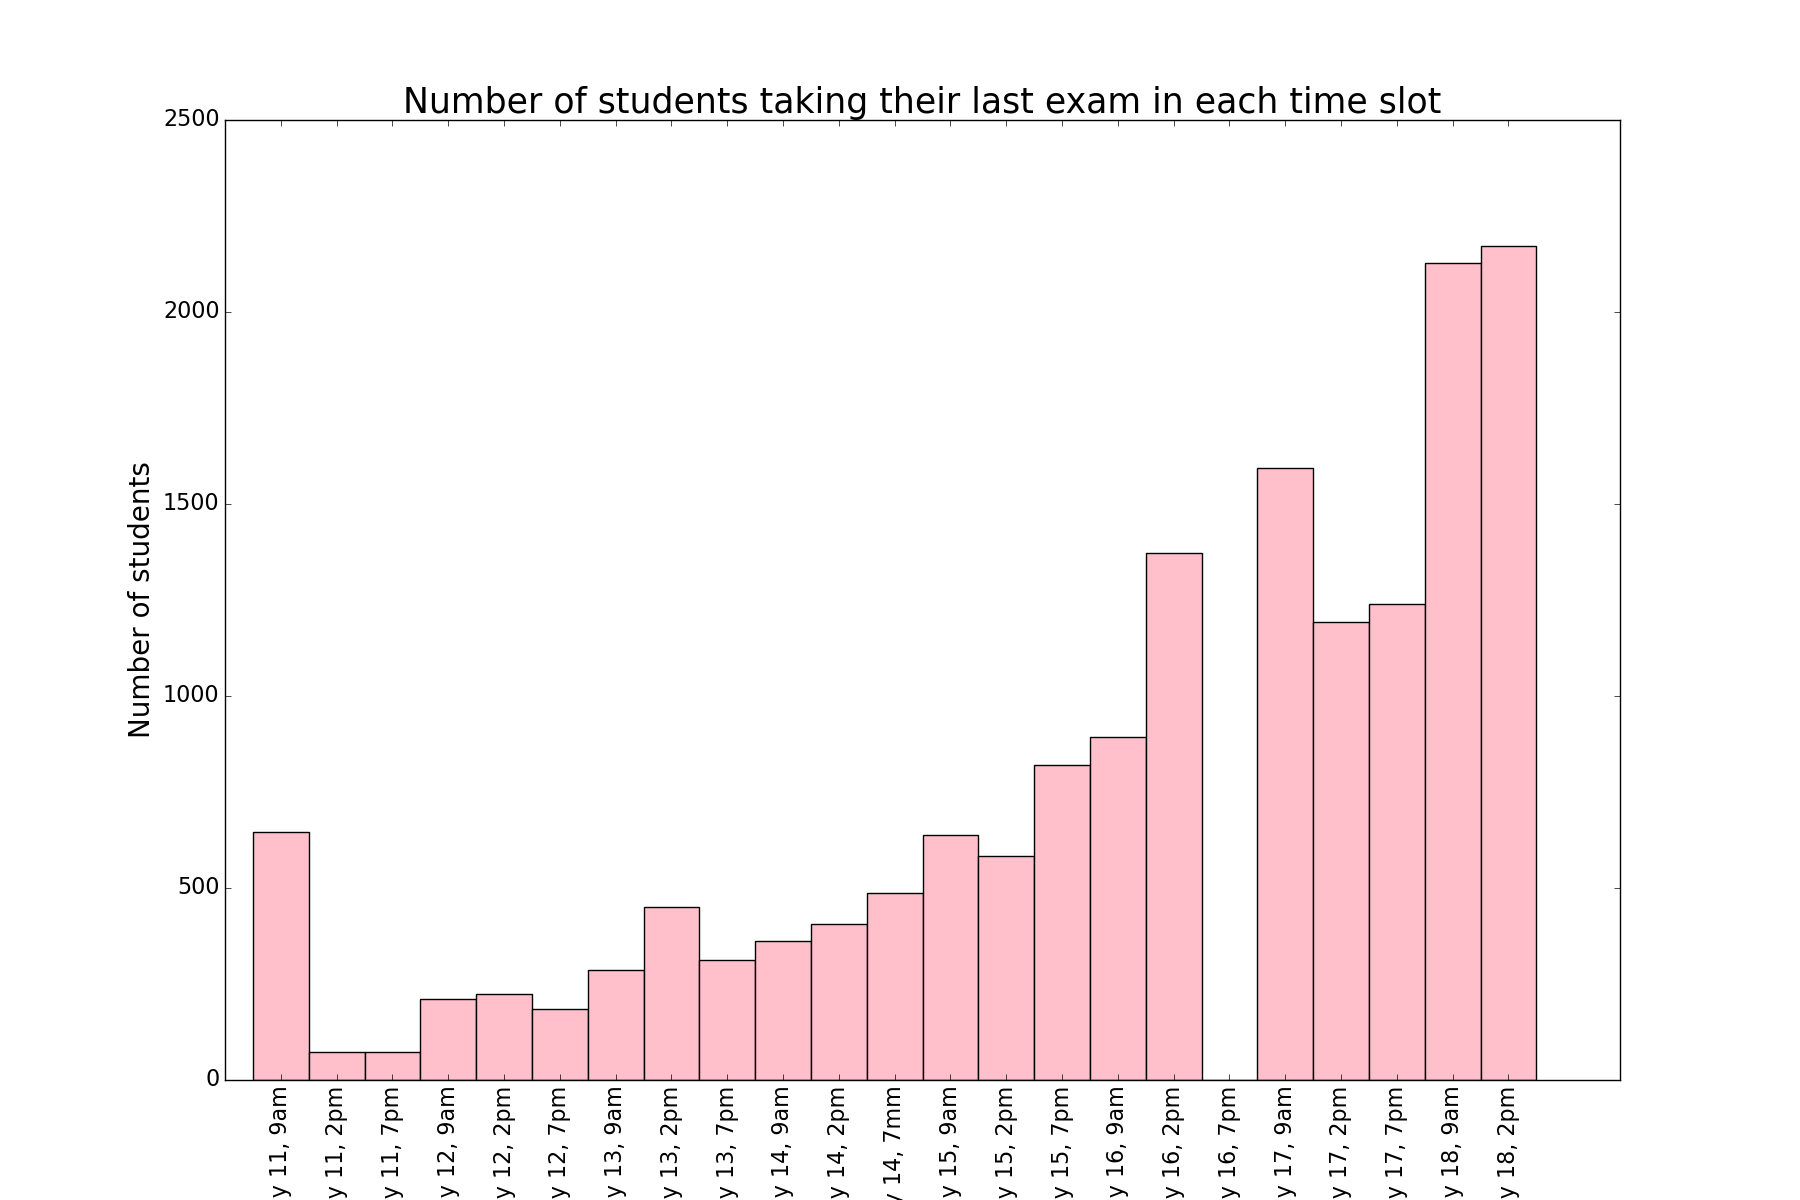 Number of students taking their last exam in each time slot
Number of students
2500
2000
1500
1000
500
0
y 11, 9am
y 11, 2pm
y 11, 7pm
y 12, 9am
y 12, 2pm
y 12, 7pm
y 13, 9am
y 13, 2pm
y 13, 7pm
y 14, 9am
y 14, 2pm
y 14, 7mm
y 15, 9am
y 15, 2pm
y 15, 7pm
y 16, 9am
y 16, 2pm
y 16, 7pm
y 17, 9am
y 17, 2pm
y 17, 7pm
y 18, 9am
y 18, 2pm